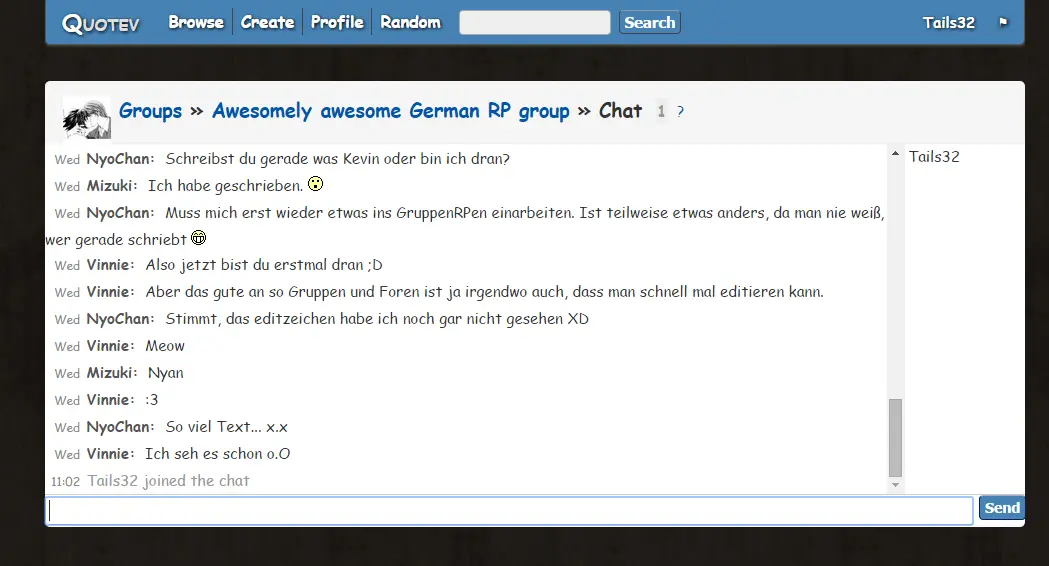 Quotev Browse Create Profile Random Search Tails32
Groups » Awesomely awesome German RP group » Chat 1 ?
Wed NyoChan: Schreibst du gerade was Kevin oder bin ich dran?
Tails32
Wed Mizuki: Ich habe geschrieben.
Wed NyoChan: Muss mich erst wieder etwas ins GruppenRPen einarbeiten. Ist teilweise etwas anders, da man nie weiß,
wer gerade schriebt
Wed Vinnie: Also jetzt bist du erstmal dran ;D
Wed Vinnie: Aber das gute an so Gruppen und Foren ist ja irgendwo auch, dass man schnell mal editieren kann.
Wed NyoChan: Stimmt, das editzeichen habe ich noch gar nicht gesehen XD
Wed Vinnie: Meow
Wed Mizuki: Nyan
Wed Vinnie: :3
Wed NyoChan: So viel Text... x.x
Wed Vinnie: Ich seh es schon o.O
11:02 Tails32 joined the chat
Send